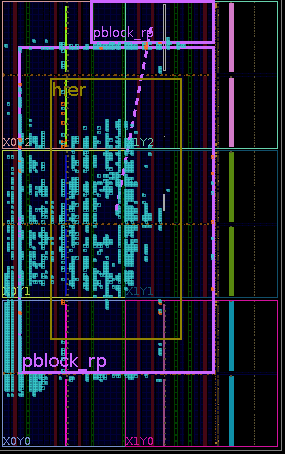 pblock_rp
hier
X0Y2 X1Y2
X0Y1 X1Y1
pblock_rp
X0Y0 X1Y0